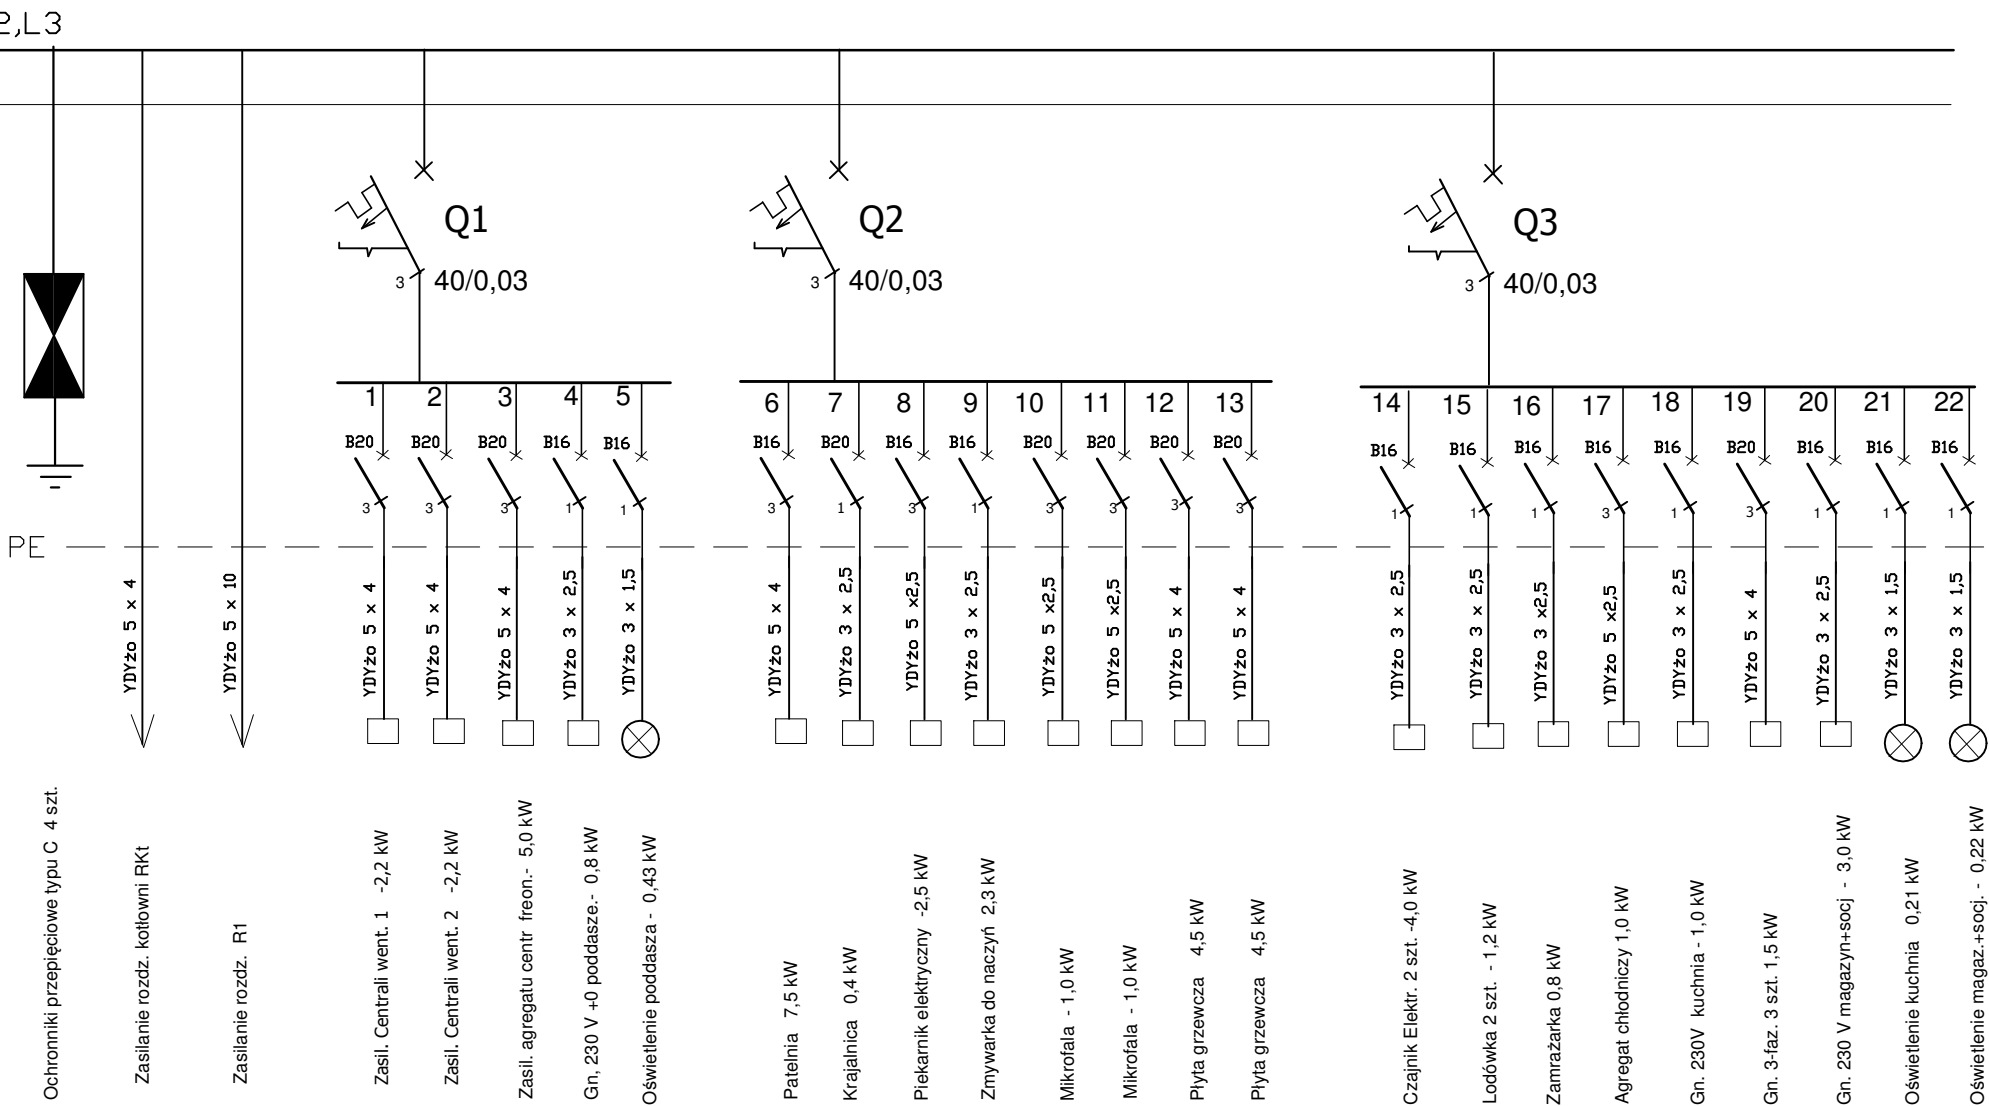 2,L3
Q1
3
40/0,03
Q2
3
40/0,03
Q3
3
40/0,03
1 2 3 4 5
B20 B20 B20 B16 B16
3 3 3 1 1
6 7 8 9 10 11 12 13
B16 B20 B16 B16 B20 B20 B20 B20
3 1 3 1 3 3 3 3
14 15 16 17 18 19 20 21 22
B16 B16 B16 B16 B16 B20 B16 B16 B16
1 1 1 3 1 3 1 1 1
PE
YDYżo 5 x 4
YDYżo 5 x 10
YDYżo 5 x 4
YDYżo 5 x 4
YDYżo 5 x 4
YDYżo 3 x 2,5
YDYżo 3 x 1,5
YDYżo 5 x 4
YDYżo 3 x 2,5
YDYżo 5 x2,5
YDYżo 3 x 2,5
YDYżo 5 x2,5
YDYżo 5 x2,5
YDYżo 5 x 4
YDYżo 5 x 4
YDYżo 3 x 2,5
YDYżo 3 x 2,5
YDYżo 3 x2,5
YDYżo 5 x2,5
YDYżo 3 x 2,5
YDYżo 5 x 4
YDYżo 3 x 2,5
YDYżo 3 x 1,5
YDYżo 3 x 1,5
Ochronniki przepięciowe typu C 4 szt.
Zasilanie rozdz. kotłowni RKt
Zasilanie rozdz. R1
Zasil. Centrali went. 1 -2,2 kW
Zasil. Centrali went. 2 -2,2 kW
Zasil. agregatu centr freon.- 5,0 kW
Gn, 230 V +0 poddasze.- 0,8 kW
Oświetlenie poddasza - 0,43 kW
Patelnia 7,5 kW
Krajalnica 0,4 kW
Piekarnik elektryczny -2,5 kW
Zmywarka do naczyń 2,3 kW
Mikrofala - 1,0 kW
Mikrofala - 1,0 kW
Płyta grzewcza 4,5 kW
Płyta grzewcza 4,5 kW
Czajnik Elektr. 2 szt. -4,0 kW
Lodówka 2 szt. - 1,2 kW
Zamrażarka 0,8 kW
Agregat chłodniczy 1,0 kW
Gn. 230V kuchnia - 1,0 kW
Gn. 3-faz. 3 szt. 1,5 kW
Gn. 230 V magazyn+socj - 3,0 kW
Oświetlenie kuchnia 0,21 kW
Oświetlenie magaz.+socj. - 0,22 kW